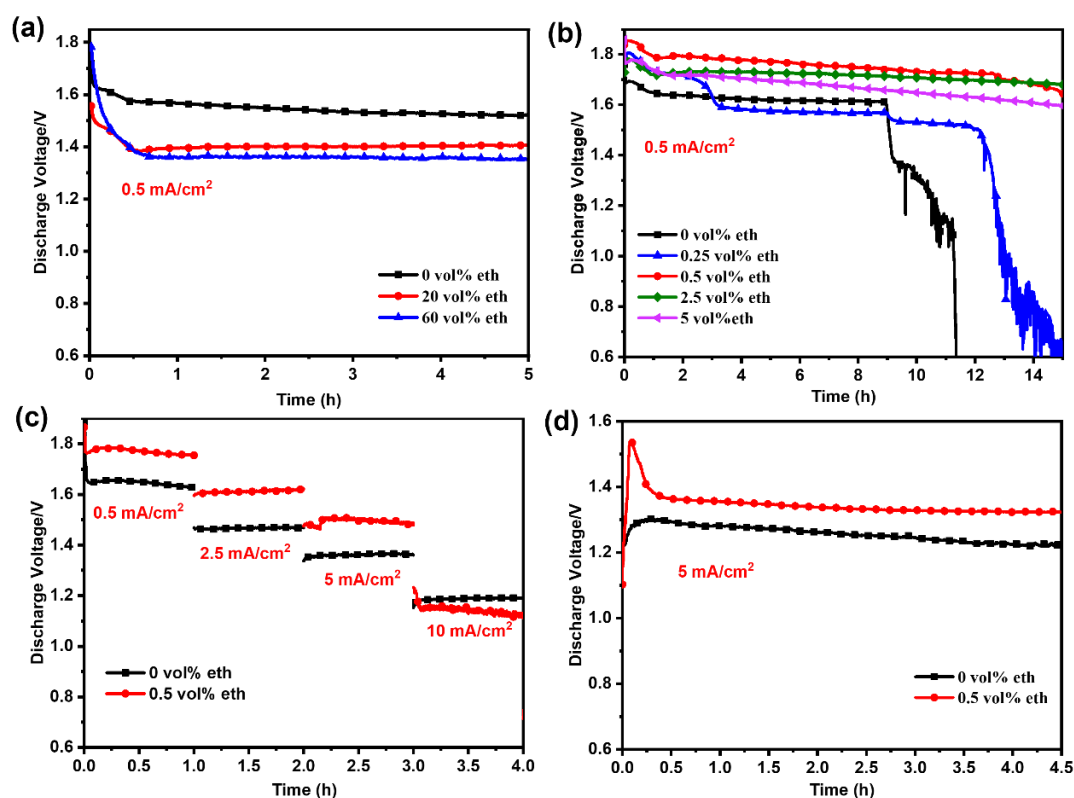 (a)
Discharge Voltage/V
1.8
1.6
1.4
1.2
1.0
0.8
0.6
0.5 mA/cm²
0 vol% eth
20 vol% eth
60 vol% eth
0 1 2 3 4 5
Time (h)
(b)
Discharge Voltage/V
1.8
1.6
1.4
1.2
1.0
0.8
0.6
0.5 mA/cm²
0 vol% eth
0.25 vol% eth
0.5 vol% eth
2.5 vol% eth
5 vol%eth
0 2 4 6 8 10 12 14
Time (h)
(c)
Discharge Voltage/V
1.8
1.6
1.4
1.2
1.0
0.8
0.6
0.5 mA/cm²
2.5 mA/cm²
5 mA/cm²
10 mA/cm²
0 vol% eth
0.5 vol% eth
0.0 0.5 1.0 1.5 2.0 2.5 3.0 3.5 4.0
Time (h)
(d)
Discharge Voltage/V
1.6
1.4
1.2
1.0
0.8
0.6
5 mA/cm²
0 vol% eth
0.5 vol% eth
0.0 0.5 1.0 1.5 2.0 2.5 3.0 3.5 4.0 4.5
Time (h)